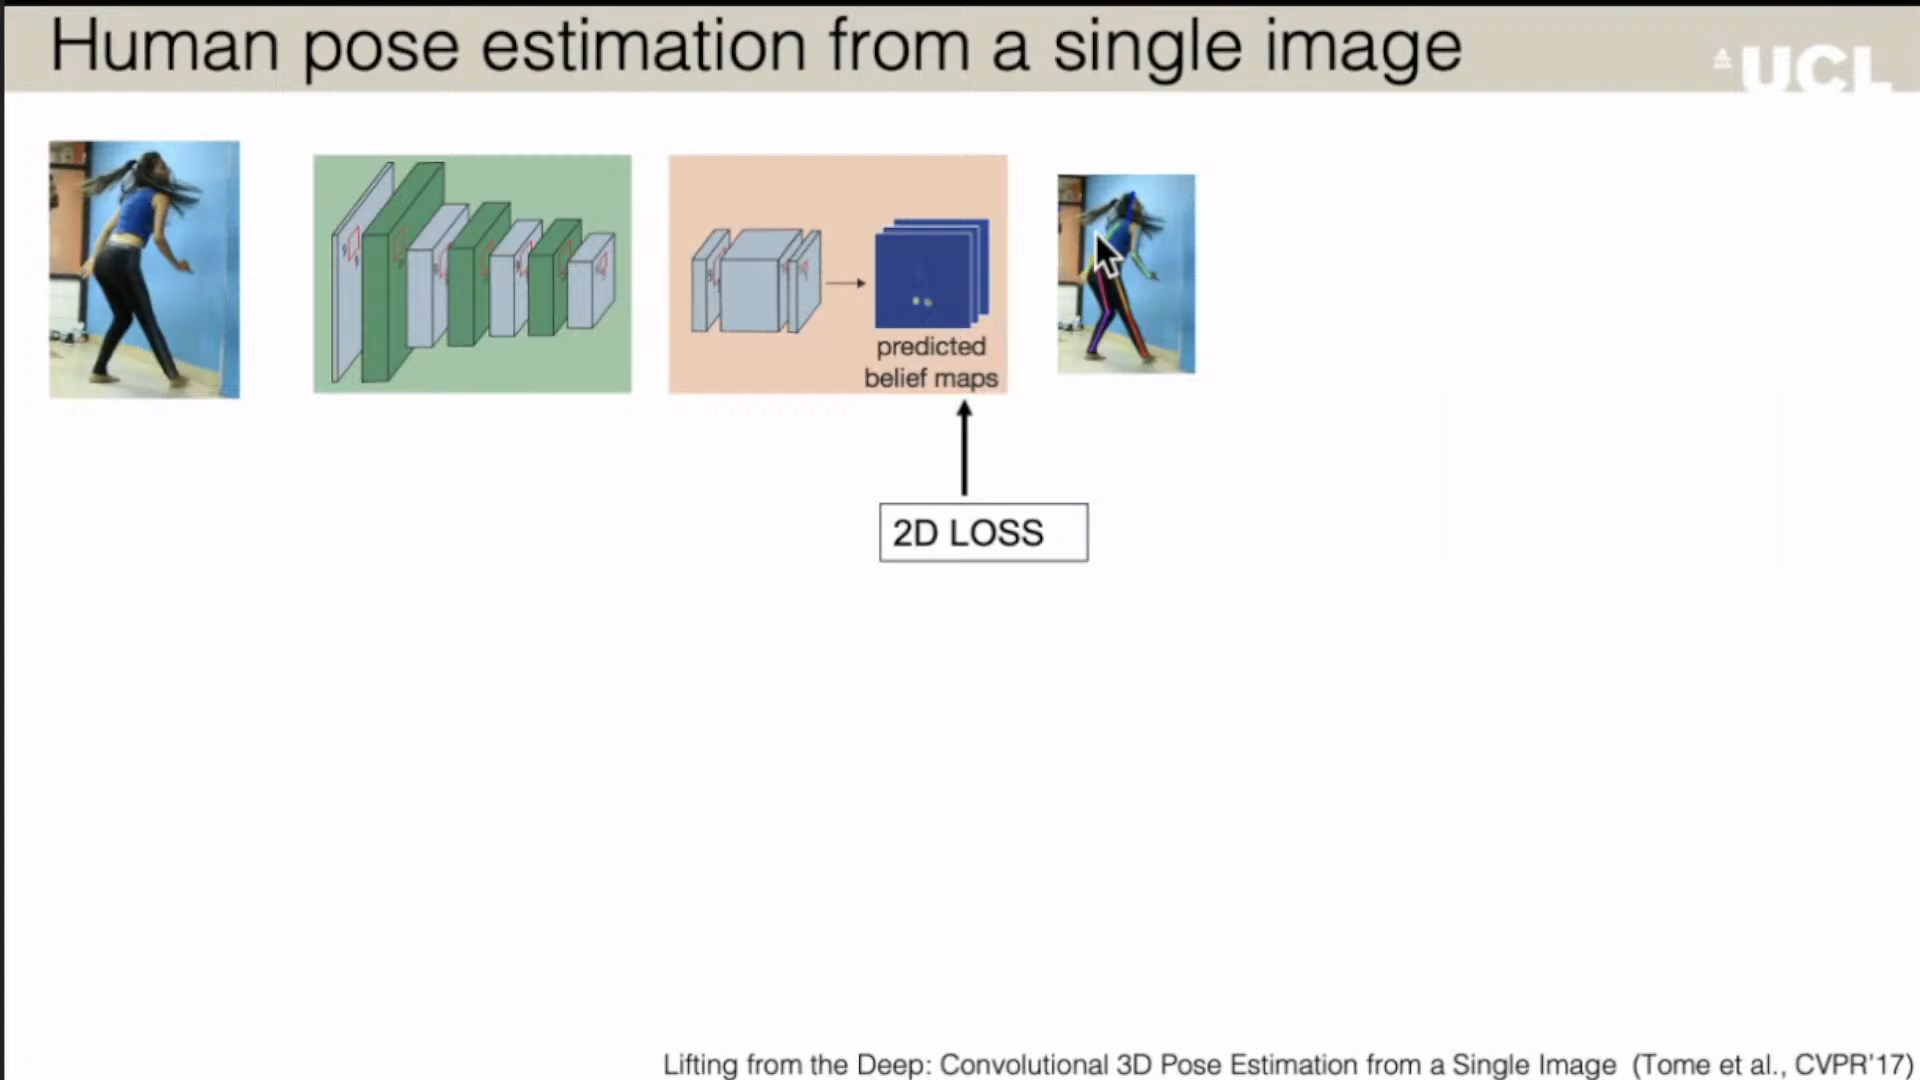 Human pose estimation from a single image
UCL
predicted
belief maps
2D LOSS
Lifting from the Deep: Convolutional 3D Pose Estimation from a Single Image (Tome et al., CVPR'17)